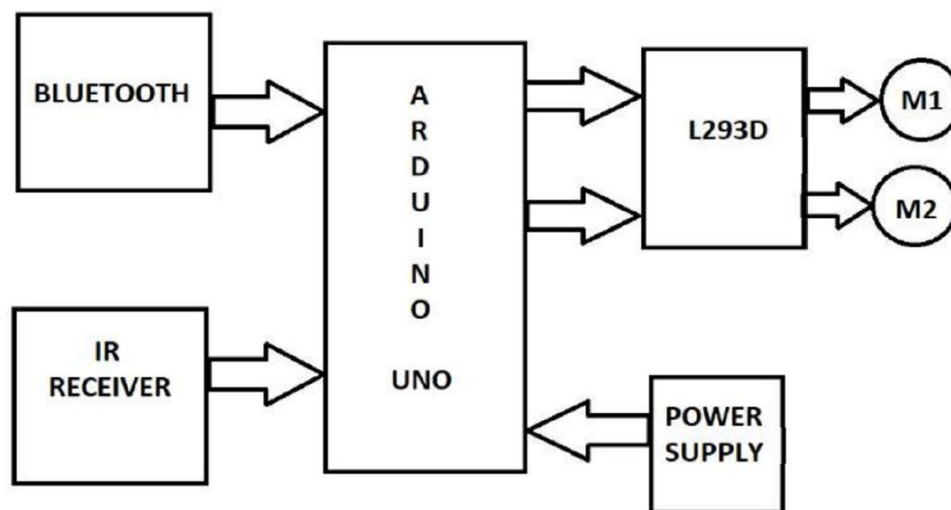 BLUETOOTH
A
R
D
U
I
N
O
UNO
L293D
M1
M2
IR
RECEIVER
POWER
SUPPLY